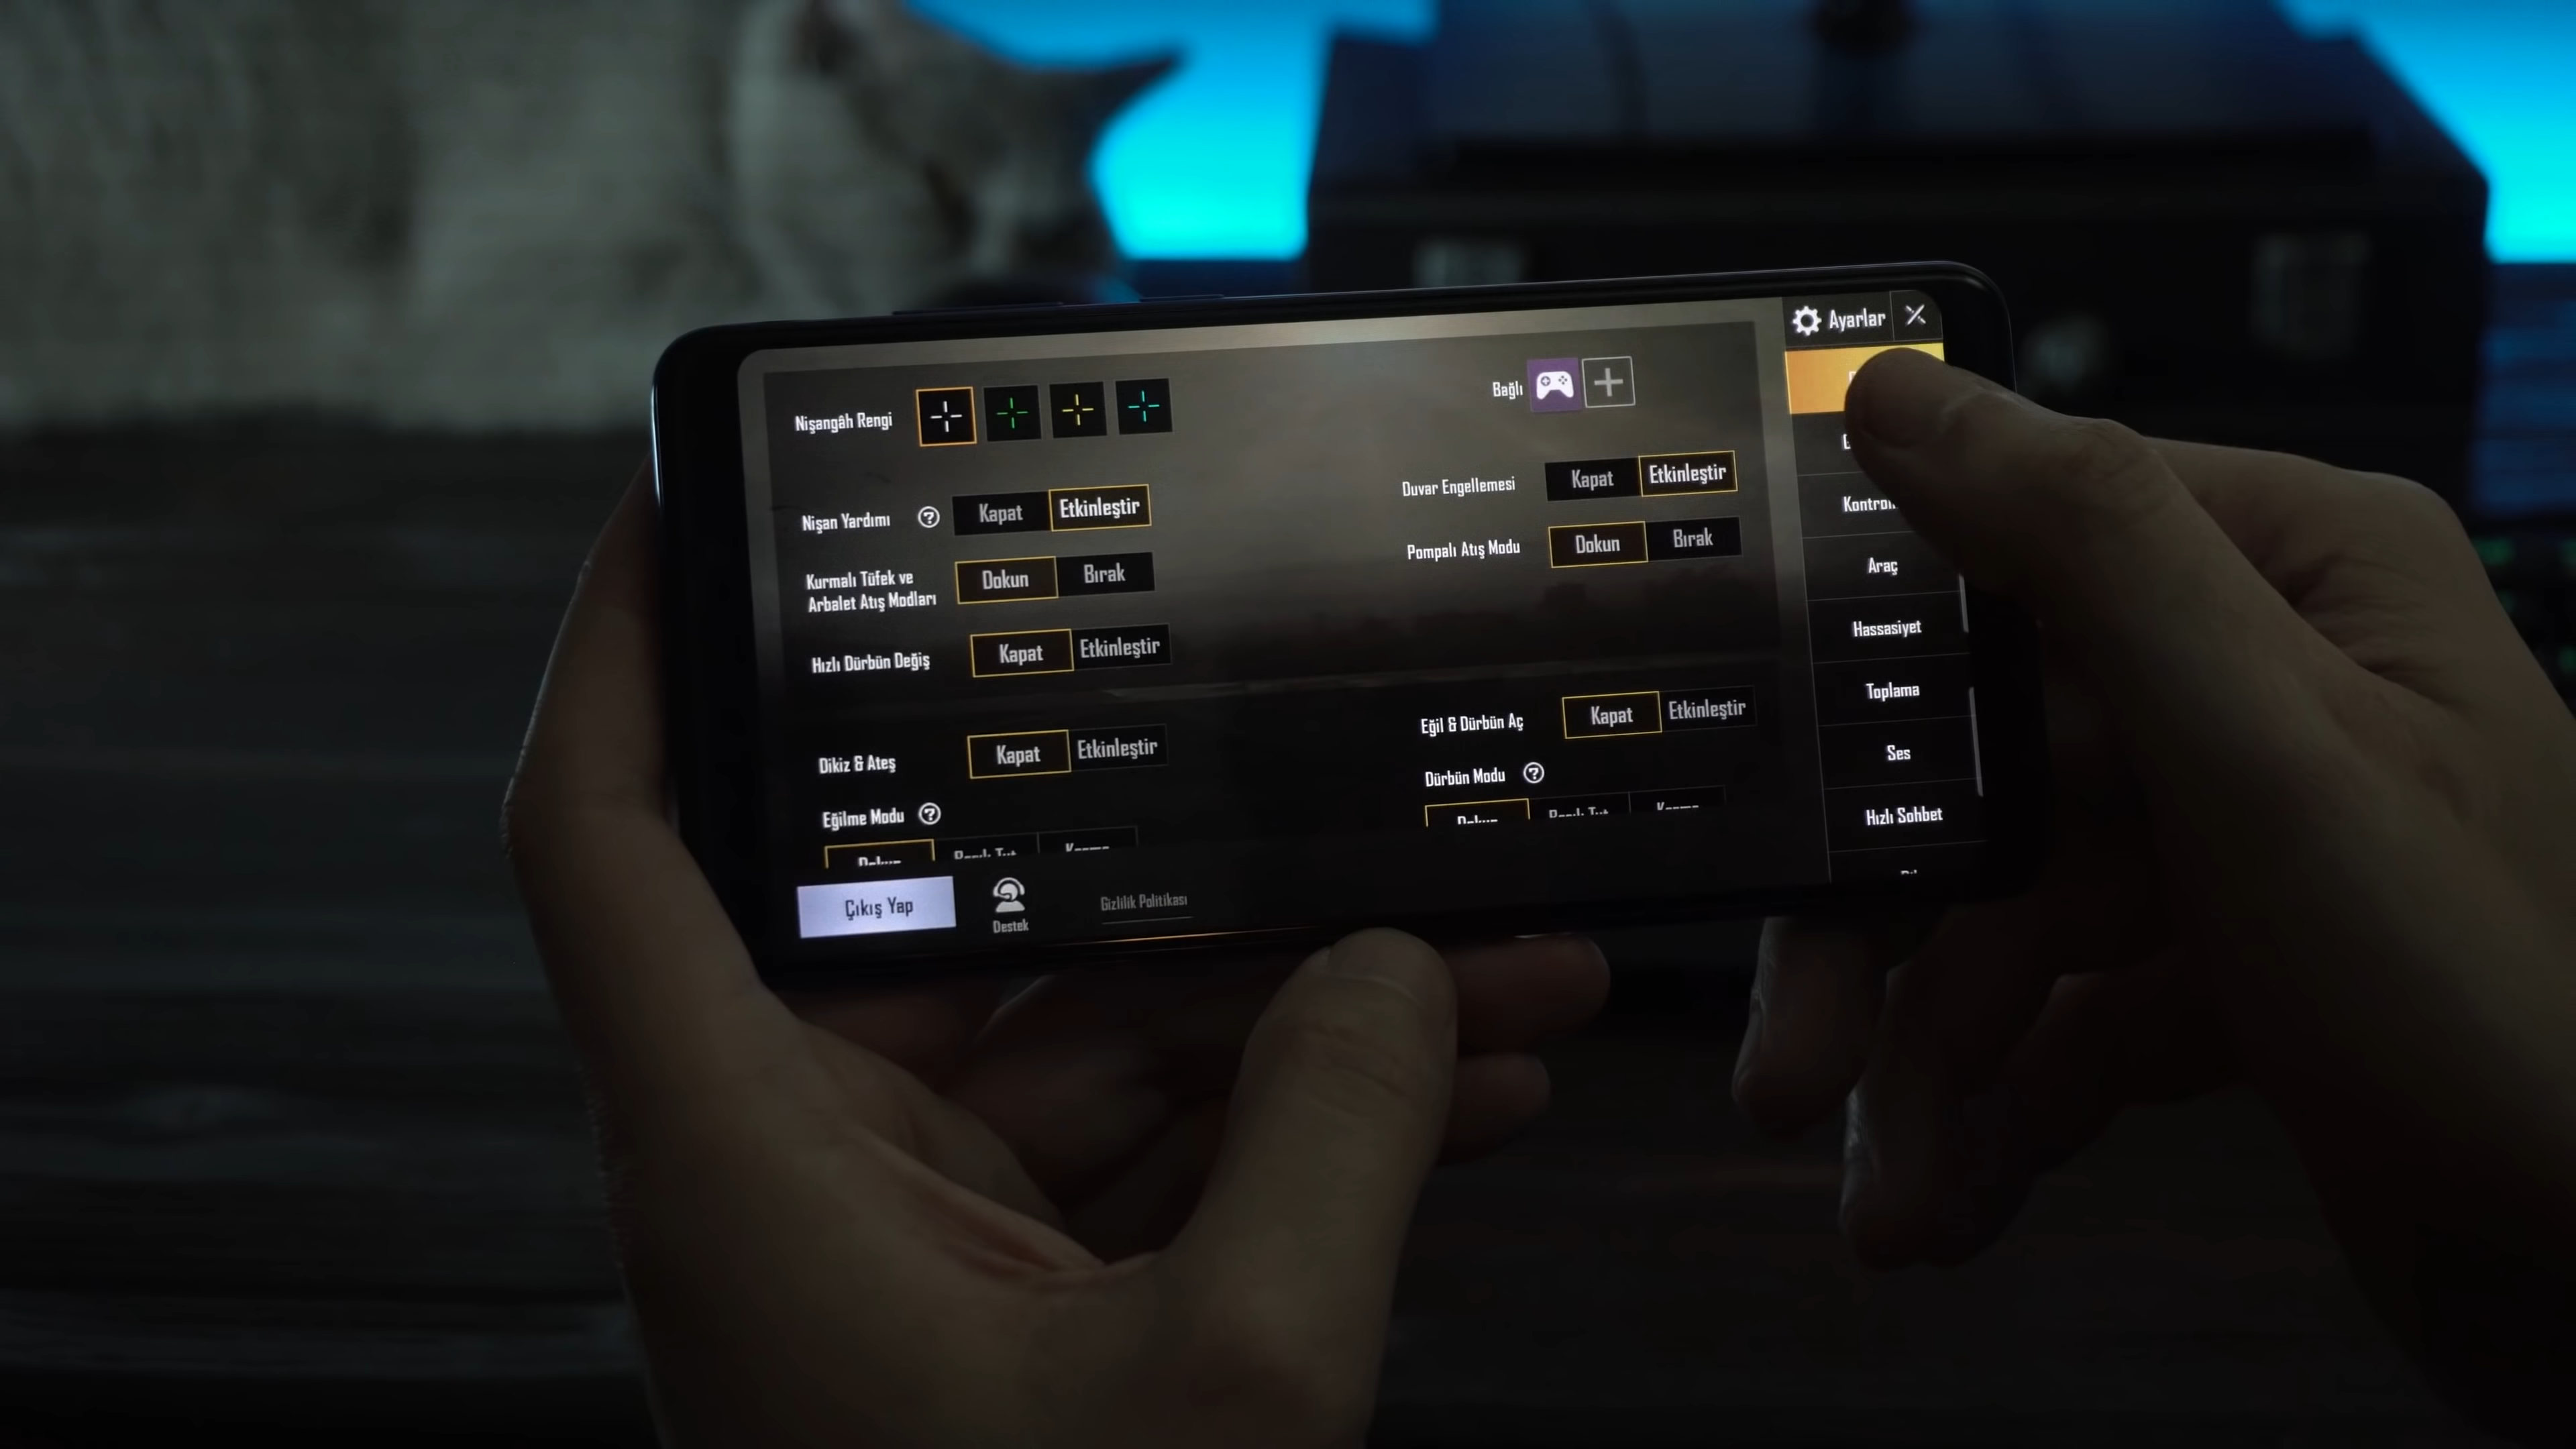 Ayarlar
Nişangâh Rengi
Bağlı
Nişan Yardımı
Kapat Etkinleştir
Duvar Engellemesi
Kapat Etkinleştir
Kurmalı Tüfek ve
Arbalet Atış Modları
Dokun Bırak
Pompalı Atış Modu
Dokun Bırak
Hızlı Dürbün Değiş
Kapat Etkinleştir
Dikiz & Ateş
Kapat Etkinleştir
Eğil & Dürbün Aç
Kapat Etkinleştir
Eğilme Modu
Dürbün Modu
Araç
Hassasiyet
Toplama
Ses
Hızlı Sohbet
Çıkış Yap
Destek
Gizlilik Politikası